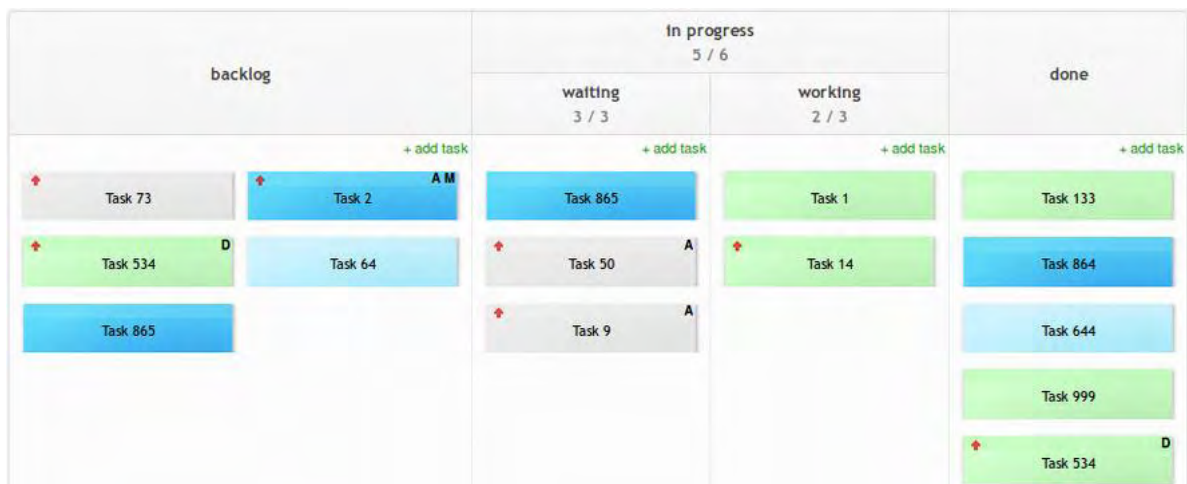 in progress
5 / 6
backlog
done
waiting
working
3 / 3
2 / 3
+ add task
+ add task
+ add task
+ add task
A M
Task 73
Task 2
Task 865
Task 1
Task 133
D
A
Task 534
Task 64
Task 50
Task 14
Task 864
A
Task 865
Task 9
Task 644
Task 999
D
Task 534